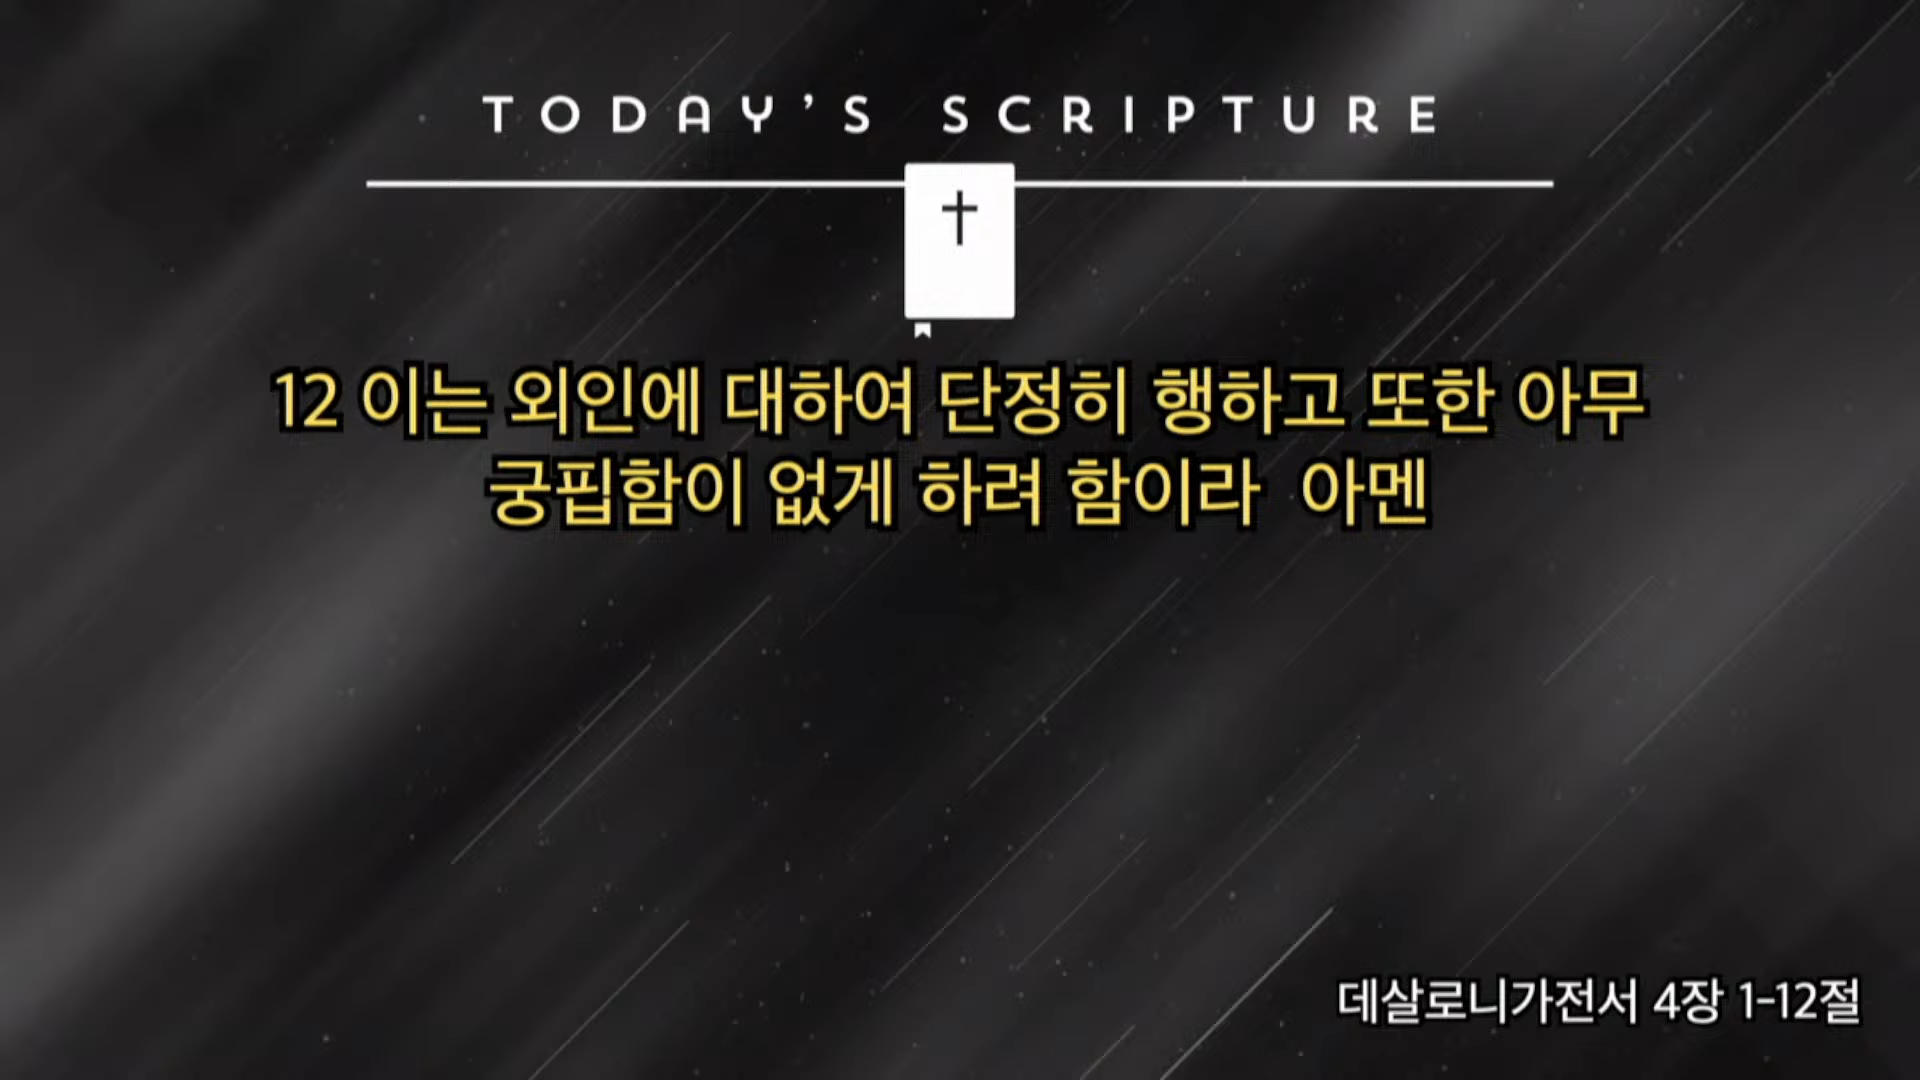 TODAY'S SCRIPTURE
12 이는 외인에 대하여 단정히 행하고 또한 아무
궁핍함이 없게 하려 함이라 아멘
데살로니가전서 4장 1-12절